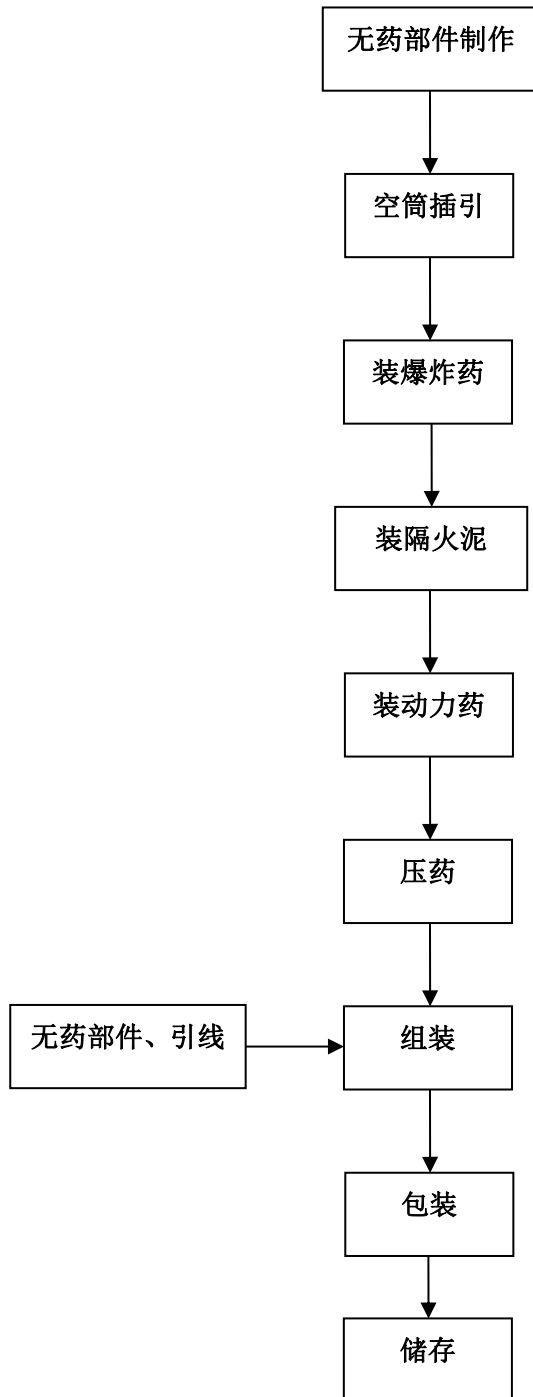 无药部件制作
空筒插引
装爆炸药
装隔火泥
装动力药
压药
无药部件、引线
组装
包装
储存